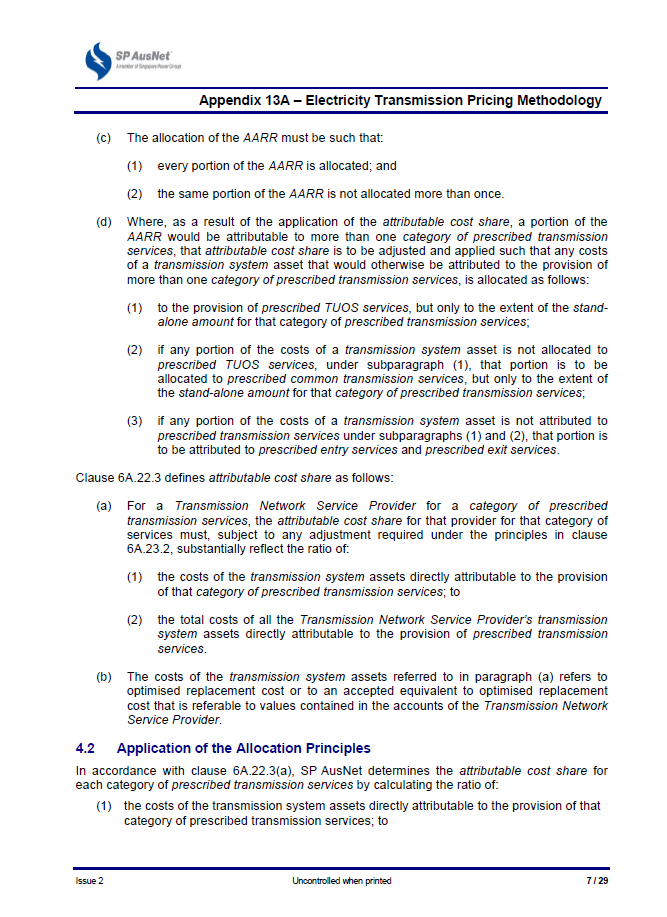 SP AusNet
A member of Singapore Power Group
Appendix 13A – Electricity Transmission Pricing Methodology
(c) The allocation of the AARR must be such that:
(1) every portion of the AARR is allocated; and
(2) the same portion of the AARR is not allocated more than once.
(d) Where, as a result of the application of the attributable cost share, a portion of the
AARR would be attributable to more than one category of prescribed transmission
services, that attributable cost share is to be adjusted and applied such that any costs
of a transmission system asset that would otherwise be attributed to the provision of
more than one category of prescribed transmission services, is allocated as follows:
(1) to the provision of prescribed TUOS services, but only to the extent of the stand-
alone amount for that category of prescribed transmission services;
(2) if any portion of the costs of a transmission system asset is not allocated to
prescribed TUOS services, under subparagraph (1), that portion is to be
allocated to prescribed common transmission services, but only to the extent of
the stand-alone amount for that category of prescribed transmission services;
(3) if any portion of the costs of a transmission system asset is not attributed to
prescribed transmission services under subparagraphs (1) and (2), that portion is
to be attributed to prescribed entry services and prescribed exit services.
Clause 6A.22.3 defines attributable cost share as follows:
(a) For a Transmission Network Service Provider for a category of prescribed
transmission services, the attributable cost share for that provider for that category of
services must, subject to any adjustment required under the principles in clause
6A.23.2, substantially reflect the ratio of:
(1) the costs of the transmission system assets directly attributable to the provision
of that category of prescribed transmission services; to
(2) the total costs of all the Transmission Network Service Provider's transmission
system assets directly attributable to the provision of prescribed transmission
services.
(b) The costs of the transmission system assets referred to in paragraph (a) refers to
optimised replacement cost or to an accepted equivalent to optimised replacement
cost that is referable to values contained in the accounts of the Transmission Network
Service Provider.
4.2 Application of the Allocation Principles
In accordance with clause 6A.22.3(a), SP AusNet determines the attributable cost share for
each category of prescribed transmission services by calculating the ratio of:
(1) the costs of the transmission system assets directly attributable to the provision of that
category of prescribed transmission services; to
Issue 2 Uncontrolled when printed 7 / 29